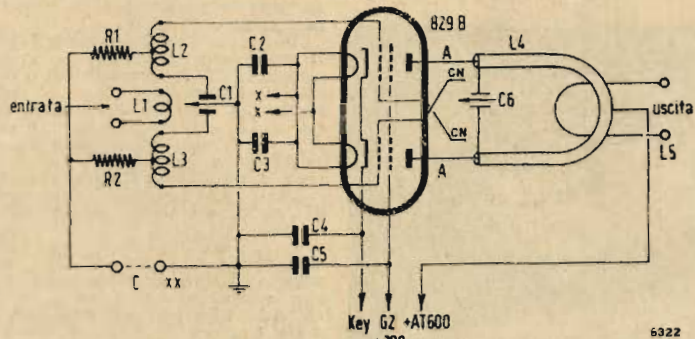 829 B
R1
L2
C2
A
L4
CN
entrata
L1
C1
x
x
C6
uscita
C3
CN
R2
L3
A
L5
C4
C5
C
xx
Key G2 +AT600
6322